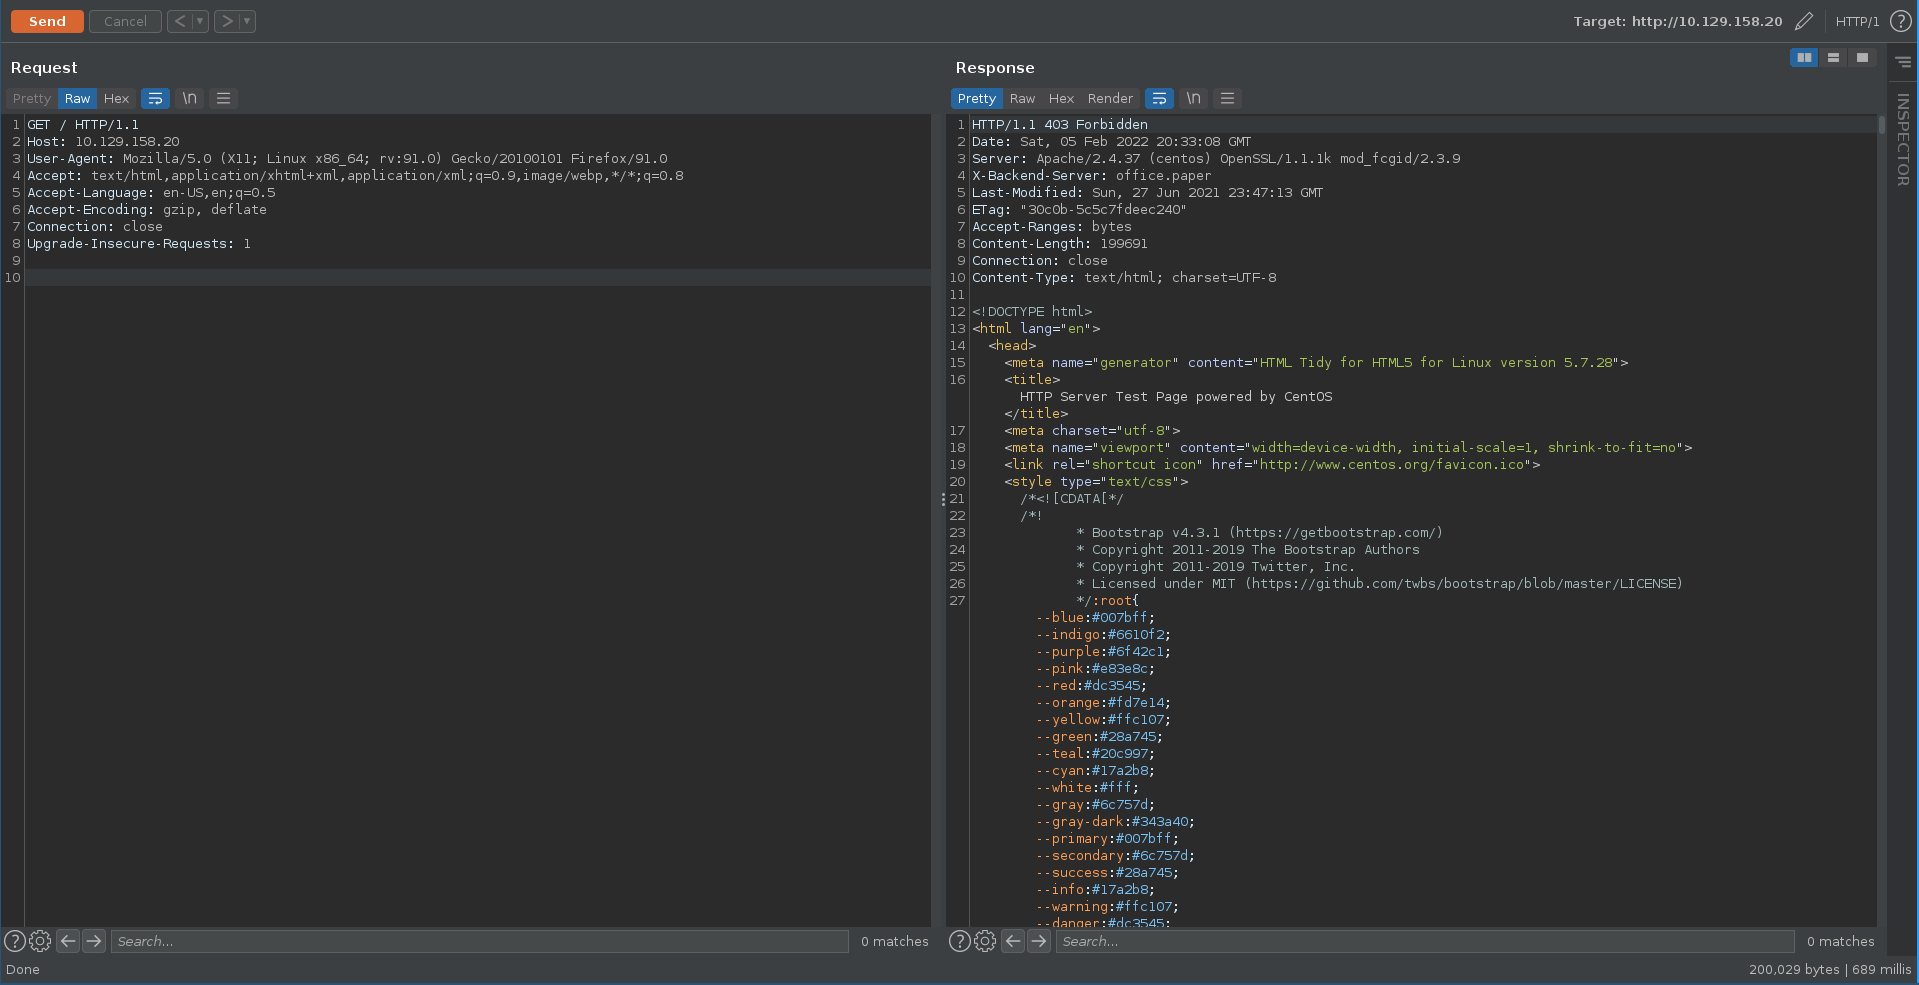 Send Cancel < > Target: http://10.129.158.20 HTTP/1 ?
Request
Pretty Raw Hex \n
1 GET / HTTP/1.1
2 Host: 10.129.158.20
3 User-Agent: Mozilla/5.0 (X11; Linux x86_64; rv:91.0) Gecko/20100101 Firefox/91.0
4 Accept: text/html,application/xhtml+xml,application/xml;q=0.9,image/webp,*/*;q=0.8
5 Accept-Language: en-US,en;q=0.5
6 Accept-Encoding: gzip, deflate
7 Connection: close
8 Upgrade-Insecure-Requests: 1
9
10
? Search... 0 matches
Done
Response
Pretty Raw Hex Render \n
INSPECTOR
1 HTTP/1.1 403 Forbidden
2 Date: Sat, 05 Feb 2022 20:33:08 GMT
3 Server: Apache/2.4.37 (centos) OpenSSL/1.1.1k mod_fcgid/2.3.9
4 X-Backend-Server: office.paper
5 Last-Modified: Sun, 27 Jun 2021 23:47:13 GMT
6 ETag: "30c0b-5c5c7fdeec240"
7 Accept-Ranges: bytes
8 Content-Length: 199691
9 Connection: close
10 Content-Type: text/html; charset=UTF-8
11
12 <!DOCTYPE html>
13 <html lang="en">
14 <head>
15 <meta name="generator" content="HTML Tidy for HTML5 for Linux version 5.7.28">
16 <title>
HTTP Server Test Page powered by CentOS
</title>
17 <meta charset="utf-8">
18 <meta name="viewport" content="width=device-width, initial-scale=1, shrink-to-fit=no">
19 <link rel="shortcut icon" href="http://www.centos.org/favicon.ico">
20 <style type="text/css">
21 /*<![CDATA[*/
22 /*!
23 * Bootstrap v4.3.1 (https://getbootstrap.com/)
24 * Copyright 2011-2019 The Bootstrap Authors
25 * Copyright 2011-2019 Twitter, Inc.
26 * Licensed under MIT (https://github.com/twbs/bootstrap/blob/master/LICENSE)
27 */:root{
--blue:#007bff;
--indigo:#6610f2;
--purple:#6f42c1;
--pink:#e83e8c;
--red:#dc3545;
--orange:#fd7e14;
--yellow:#ffc107;
--green:#28a745;
--teal:#20c997;
--cyan:#17a2b8;
--white:#fff;
--gray:#6c757d;
--gray-dark:#343a40;
--primary:#007bff;
--secondary:#6c757d;
--success:#28a745;
--info:#17a2b8;
--warning:#ffc107;
--danger:#dc3545;
? Search... 0 matches
200,029 bytes | 689 millis